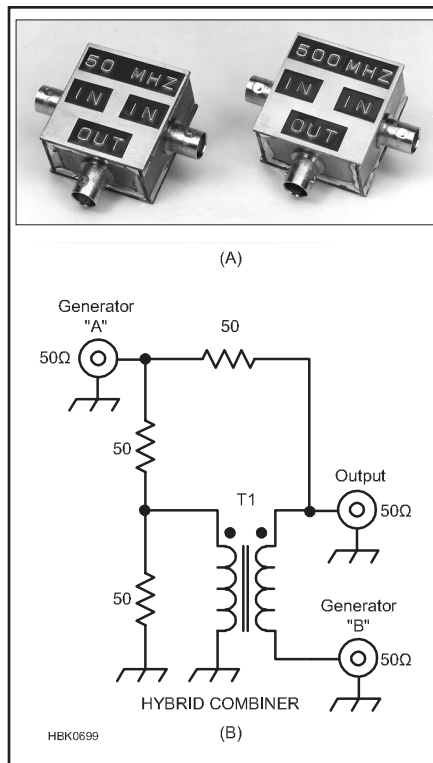 50 MHZ
IN IN
OUT
500 MHZ
IN IN
OUT
(A)
Generator
"A"
50Ω
50
50
50
T1
Output
50Ω
Generator
"B"
50Ω
HYBRID COMBINER
HBK0699
(B)